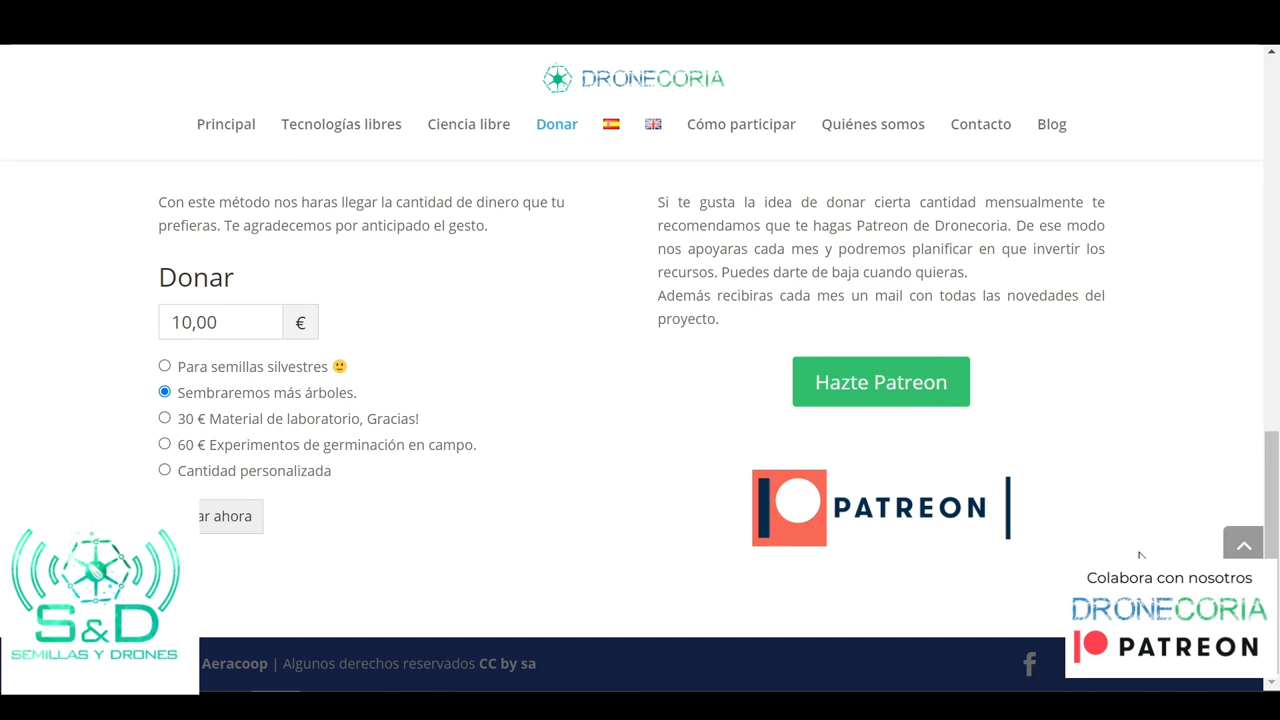 DRONECORIA
Principal Tecnologías libres Ciencia libre Donar Cómo participar Quiénes somos Contacto Blog
Con este método nos haras llegar la cantidad de dinero que tu
prefieras. Te agradecemos por anticipado el gesto.
Donar
10,00 €
Para semillas silvestres 🙂
Sembraremos más árboles.
30 € Material de laboratorio, Gracias!
60 € Experimentos de germinación en campo.
Cantidad personalizada
ar ahora
Si te gusta la idea de donar cierta cantidad mensualmente te
recomendamos que te hagas Patreon de Dronecoria. De ese modo
nos apoyaras cada mes y podremos planificar en que invertir los
recursos. Puedes darte de baja cuando quieras.
Además recibiras cada mes un mail con todas las novedades del
proyecto.
Hazte Patreon
PATREON
S&D
SEMILLAS Y DRONES
Aeracoop | Algunos derechos reservados CC by sa
Colabora con nosotros
DRONECORIA
PATREON